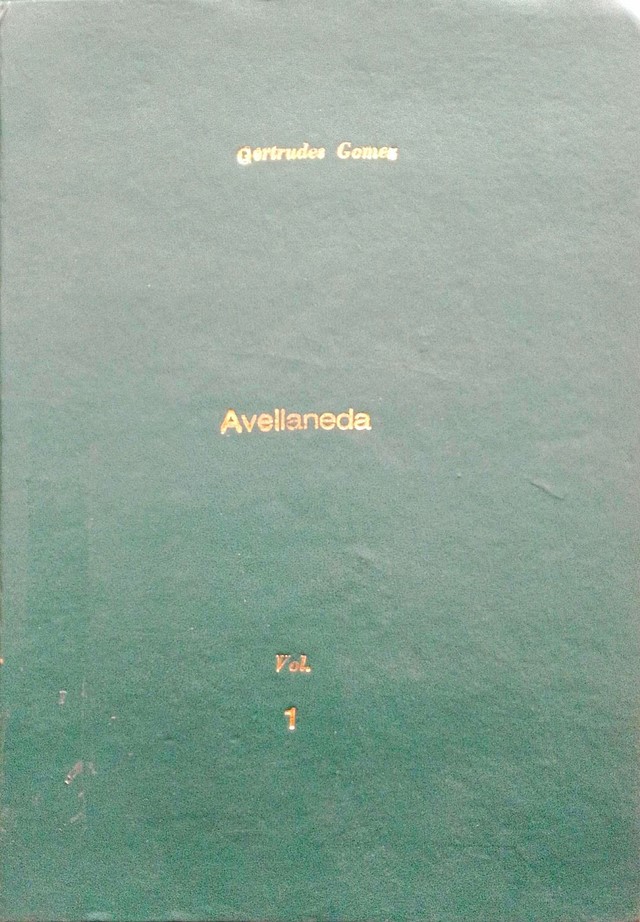 Gertrudes Gomez
Avellaneda
Vol.
1